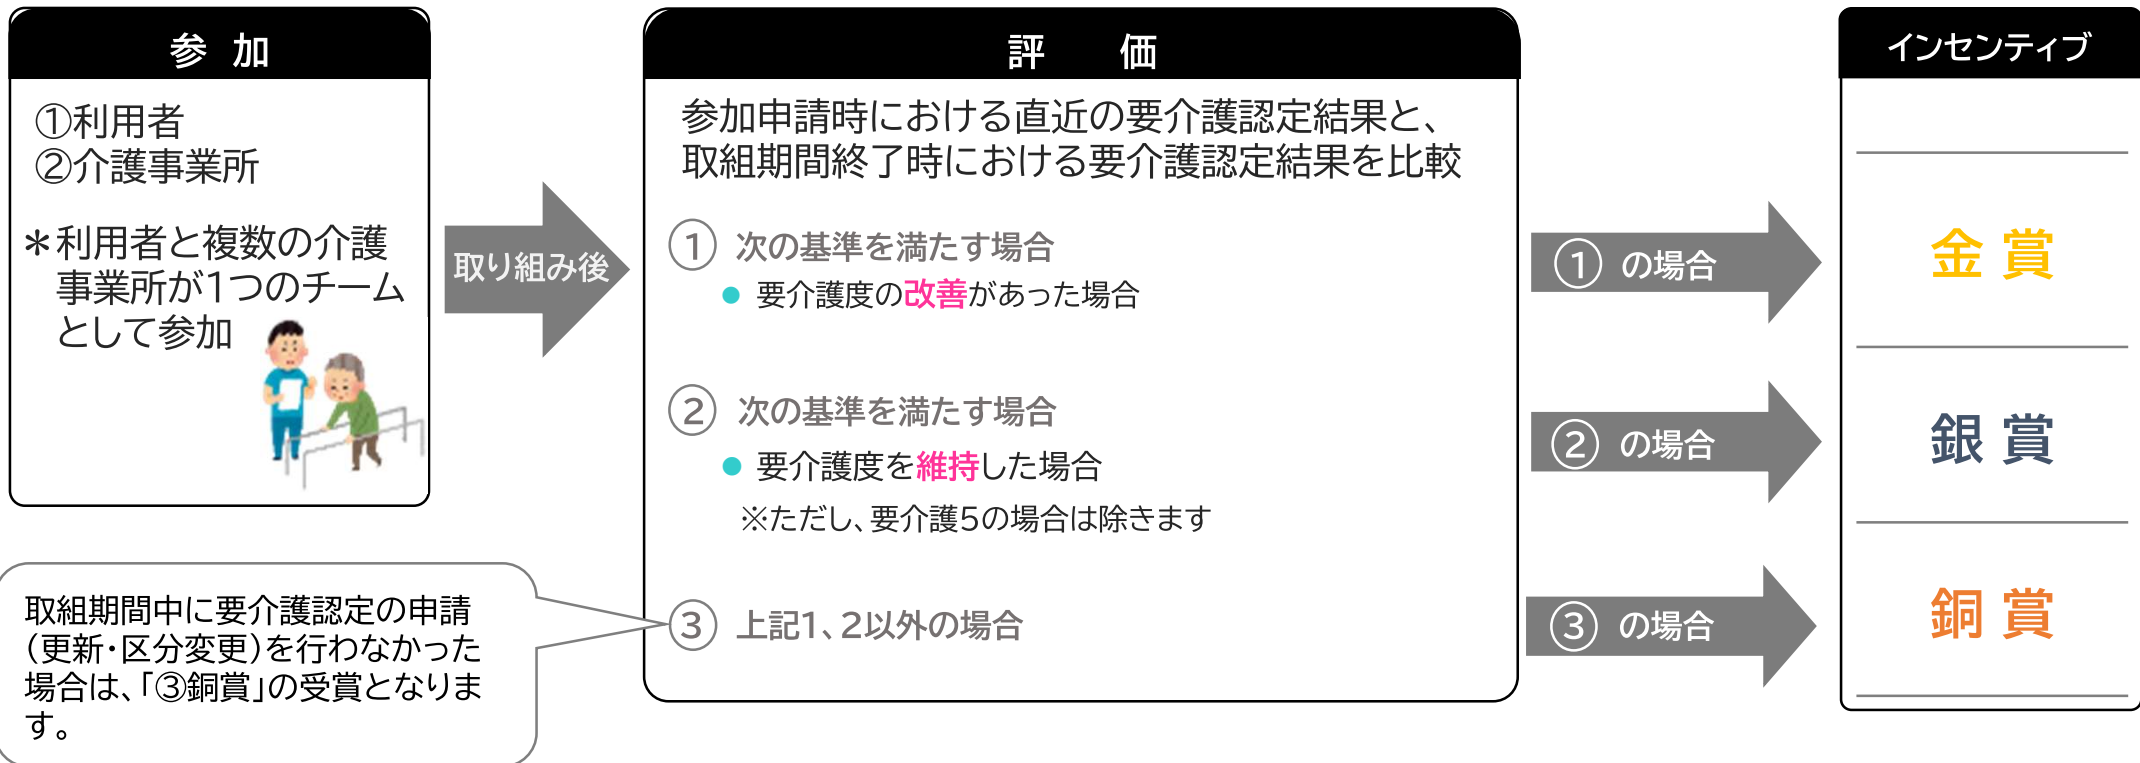 参 加
①利用者
②介護事業所
＊利用者と複数の介護
事業所が1つのチーム
として参加
取り組み後
評 価
参加申請時における直近の要介護認定結果と、
取組期間終了時における要介護認定結果を比較
① 次の基準を満たす場合
● 要介護度の改善があった場合
② 次の基準を満たす場合
● 要介護度を維持した場合
※ただし、要介護5の場合は除きます
③ 上記1、2以外の場合
取組期間中に要介護認定の申請
（更新・区分変更）を行わなかった
場合は、「③銅賞」の受賞となりま
す。
① の場合
② の場合
③ の場合
インセンティブ
金 賞
銀 賞
銅 賞